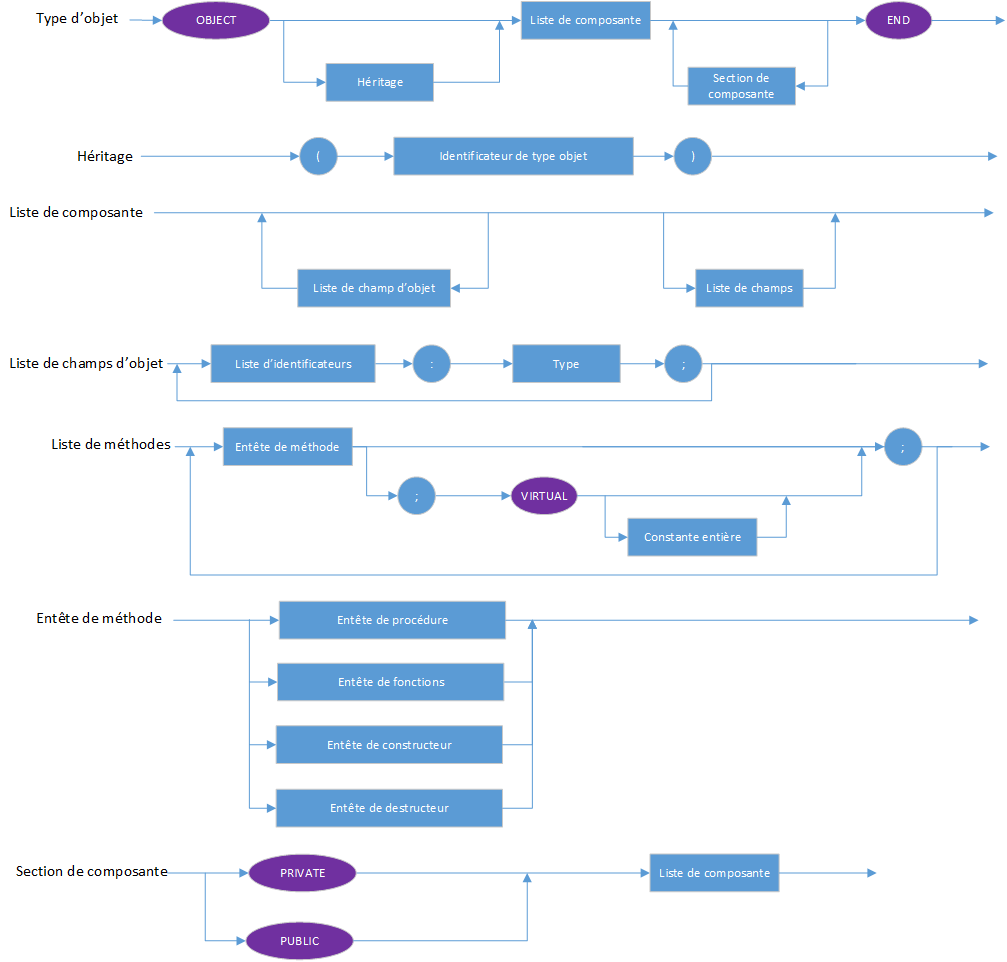 Type d’objet
OBJECT
Liste de composante
END
Héritage
Section de
composante
Héritage
(
Identificateur de type objet
)
Liste de composante
Liste de champ d’objet
Liste de champs
Liste de champs d’objet
Liste d’identificateurs
:
Type
;
Liste de méthodes
Entête de méthode
;
;
VIRTUAL
Constante entière
Entête de méthode
Entête de procédure
Entête de fonctions
Entête de constructeur
Entête de destructeur
Section de composante
PRIVATE
Liste de composante
PUBLIC